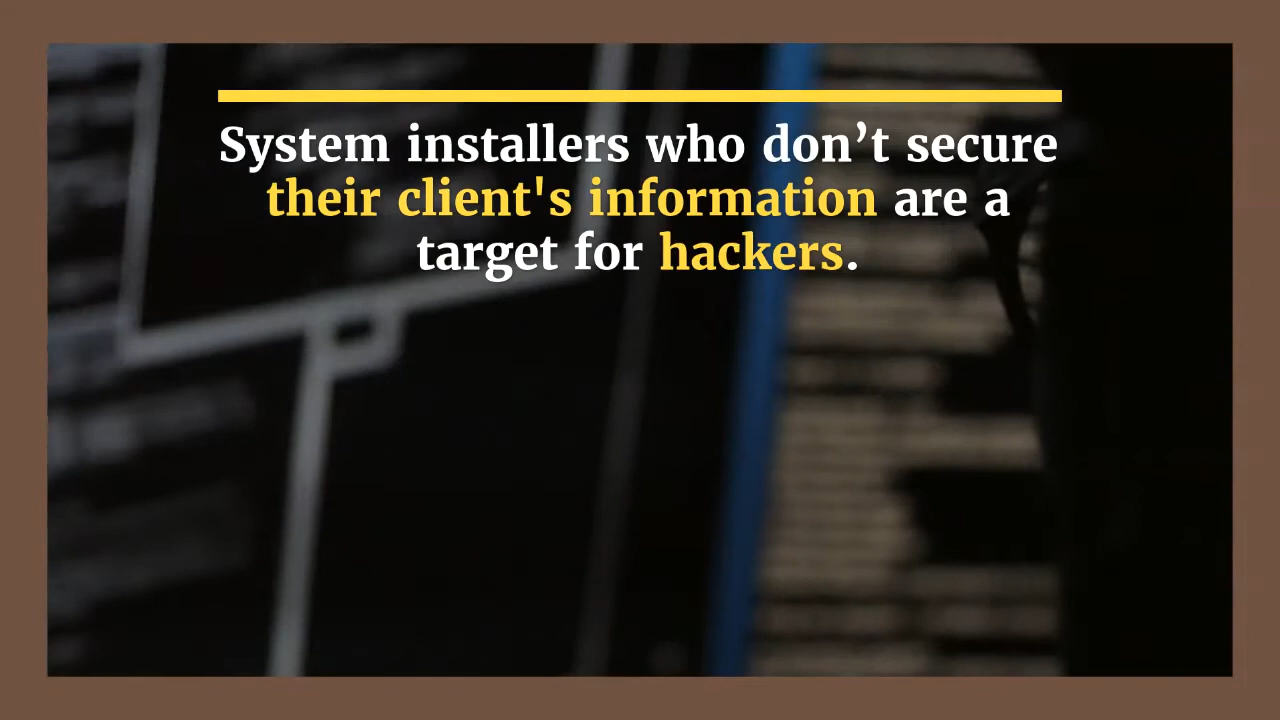 System installers who don’t secure
their client's information are a
target for hackers.